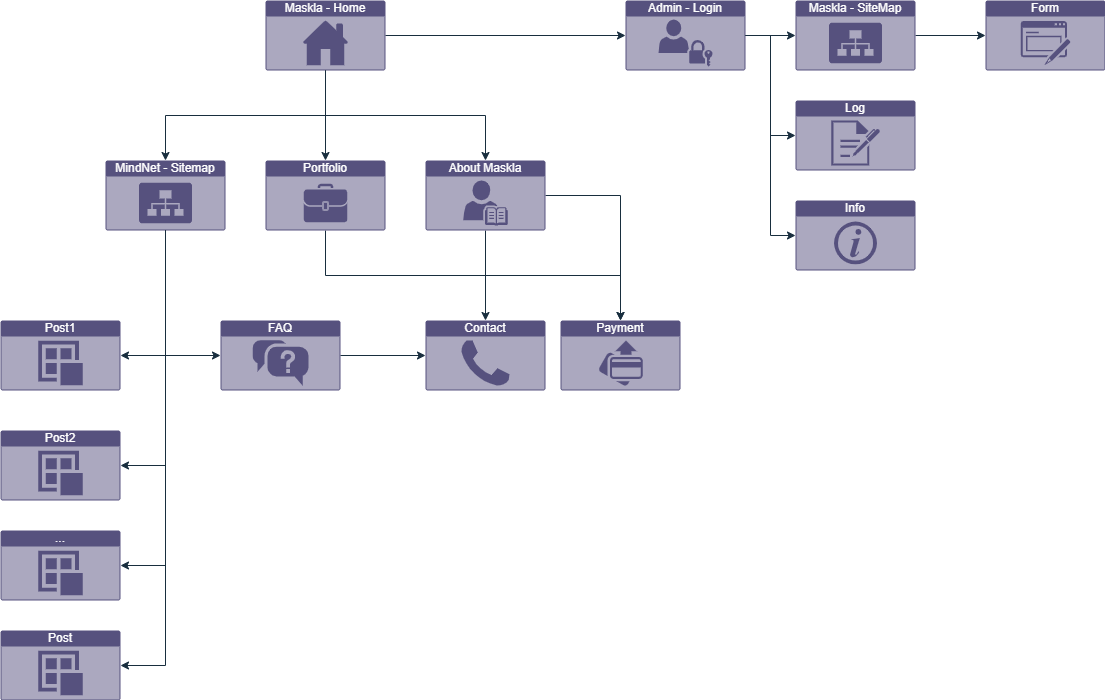 Maskla - Home
Admin - Login
Maskla - SiteMap
Form
Log
MindNet - Sitemap
Portfolio
About Maskla
Info
Post1
FAQ
Contact
Payment
Post2
...
Post